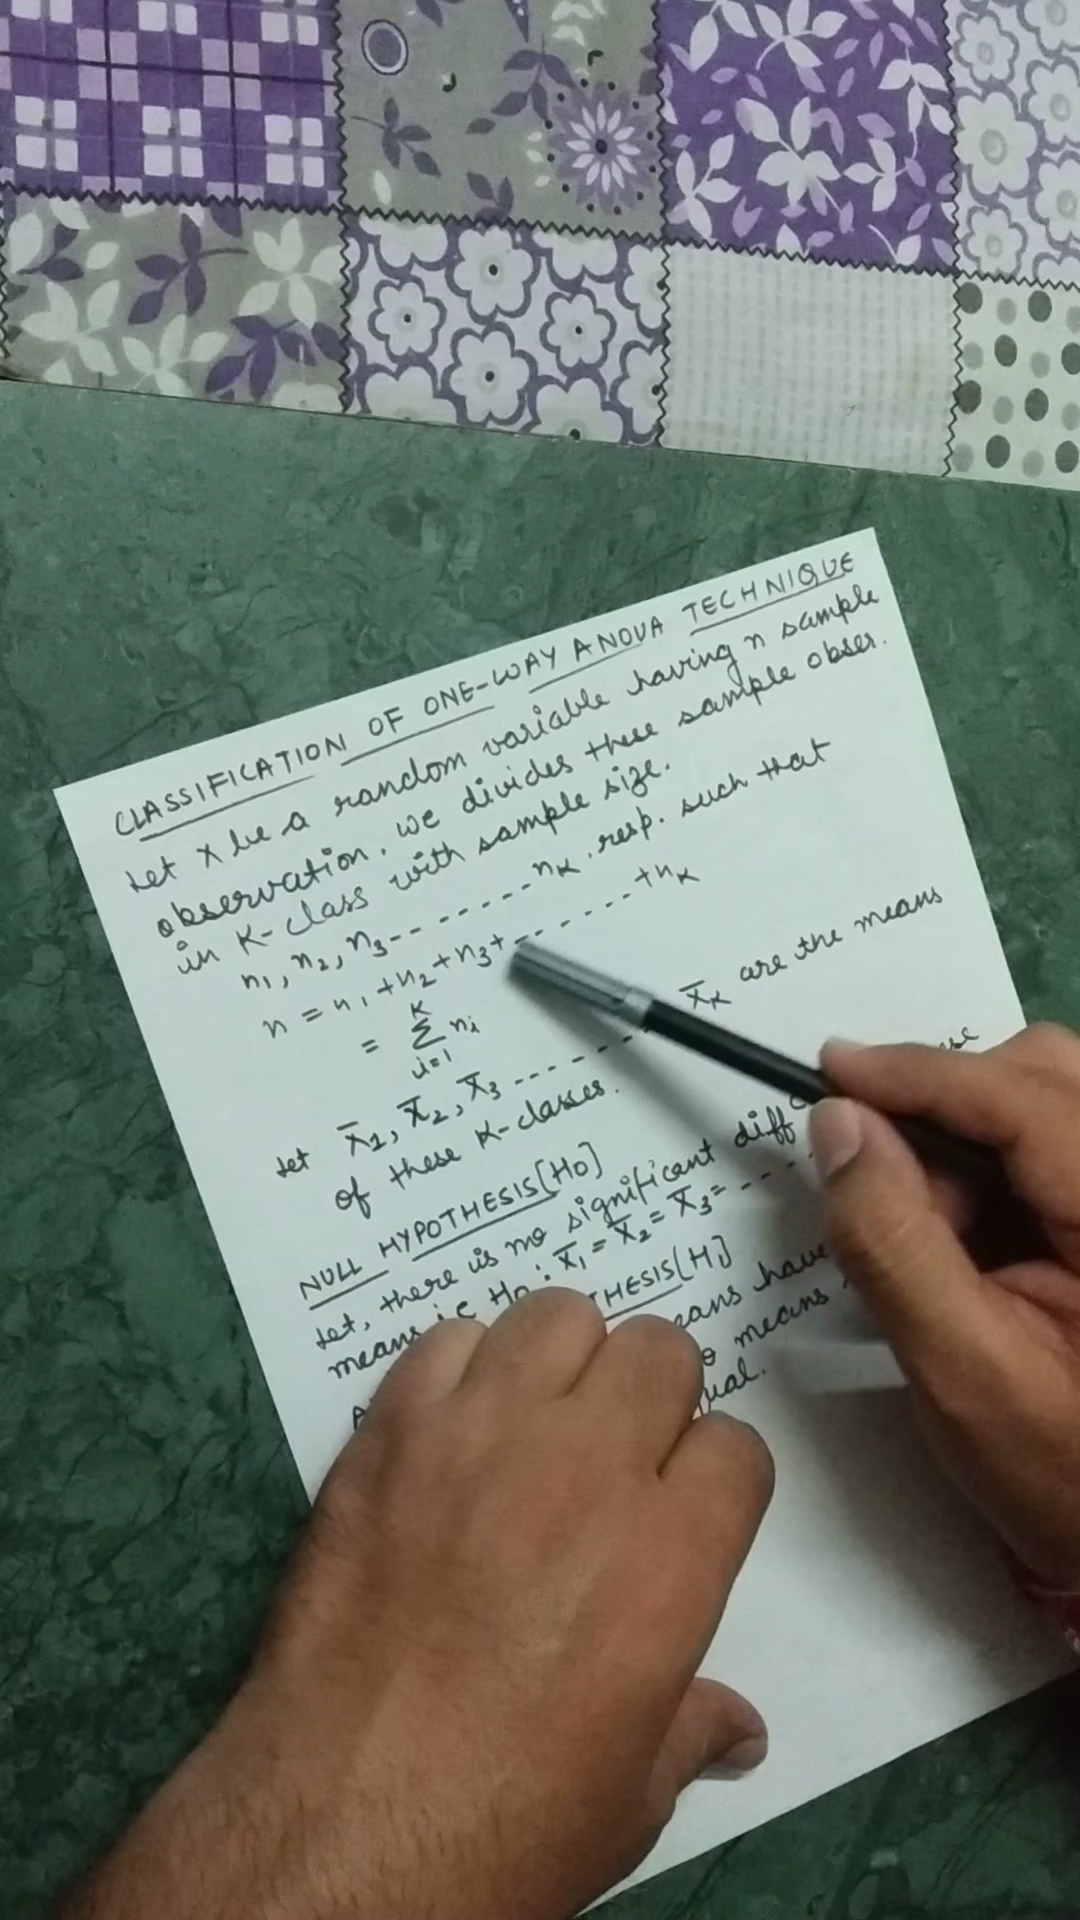 CLASSIFICATION OF ONE-WAY ANOVA TECHNIQUE
Let X be a random variable having n sample
observation. we divides these sample obser.
in K-class with sample size.
n1, n2, n3--------nK. resp. such that
n = n1 + n2 + n3 + ------- + nK
= K∑i=1 ni
Let X̄1, X̄2, X̄3 ------- X̄K are the means
of these K-classes.
NULL HYPOTHESIS[H0]
Let, there is no significant diff
means i.e H0 : X̄1 = X̄2 = X̄3 = ----
THESIS[H1]
means have
means
qual.